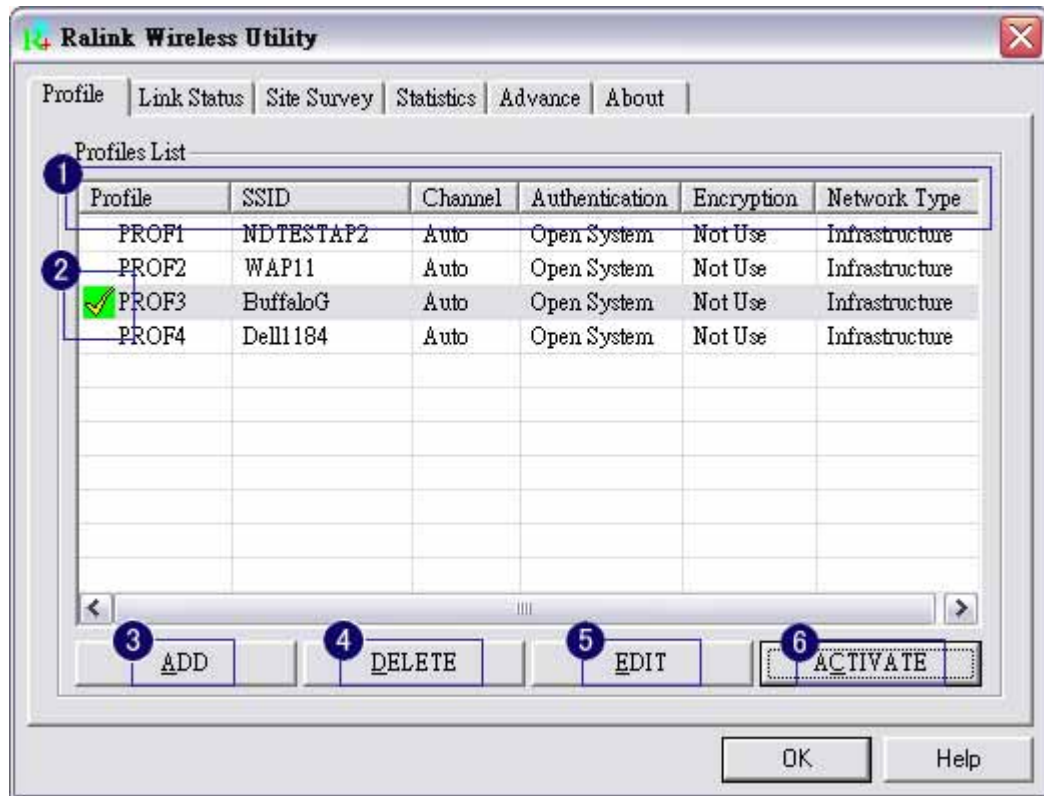 Ralink Wireless Utility
Profile Link Status Site Survey Statistics Advance About
Profiles List
1
Profile SSID Channel Authentication Encryption Network Type
PROF1 NDTESTAP2 Auto Open System Not Use Infrastructure
2
PROF2 WAP11 Auto Open System Not Use Infrastructure
PROF3 BuffaloG Auto Open System Not Use Infrastructure
PROF4 Dell1184 Auto Open System Not Use Infrastructure
3 4 5 6
ADD DELETE EDIT ACTIVATE
OK Help